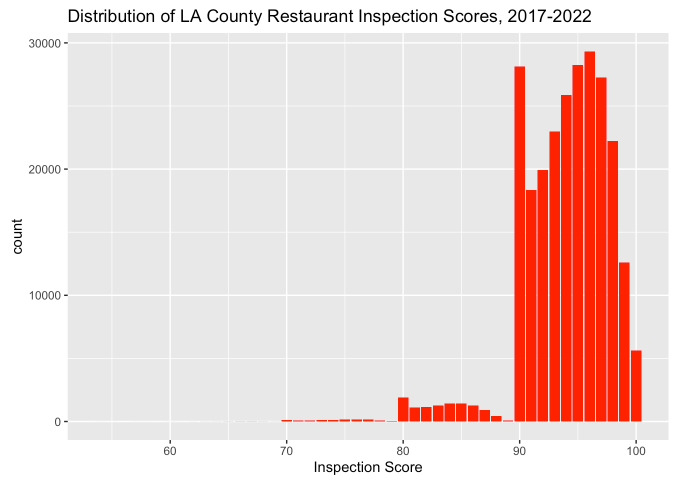 Distribution of LA County Restaurant Inspection Scores, 2017-2022
30000
20000
10000
0
count
60 70 80 90 100
Inspection Score